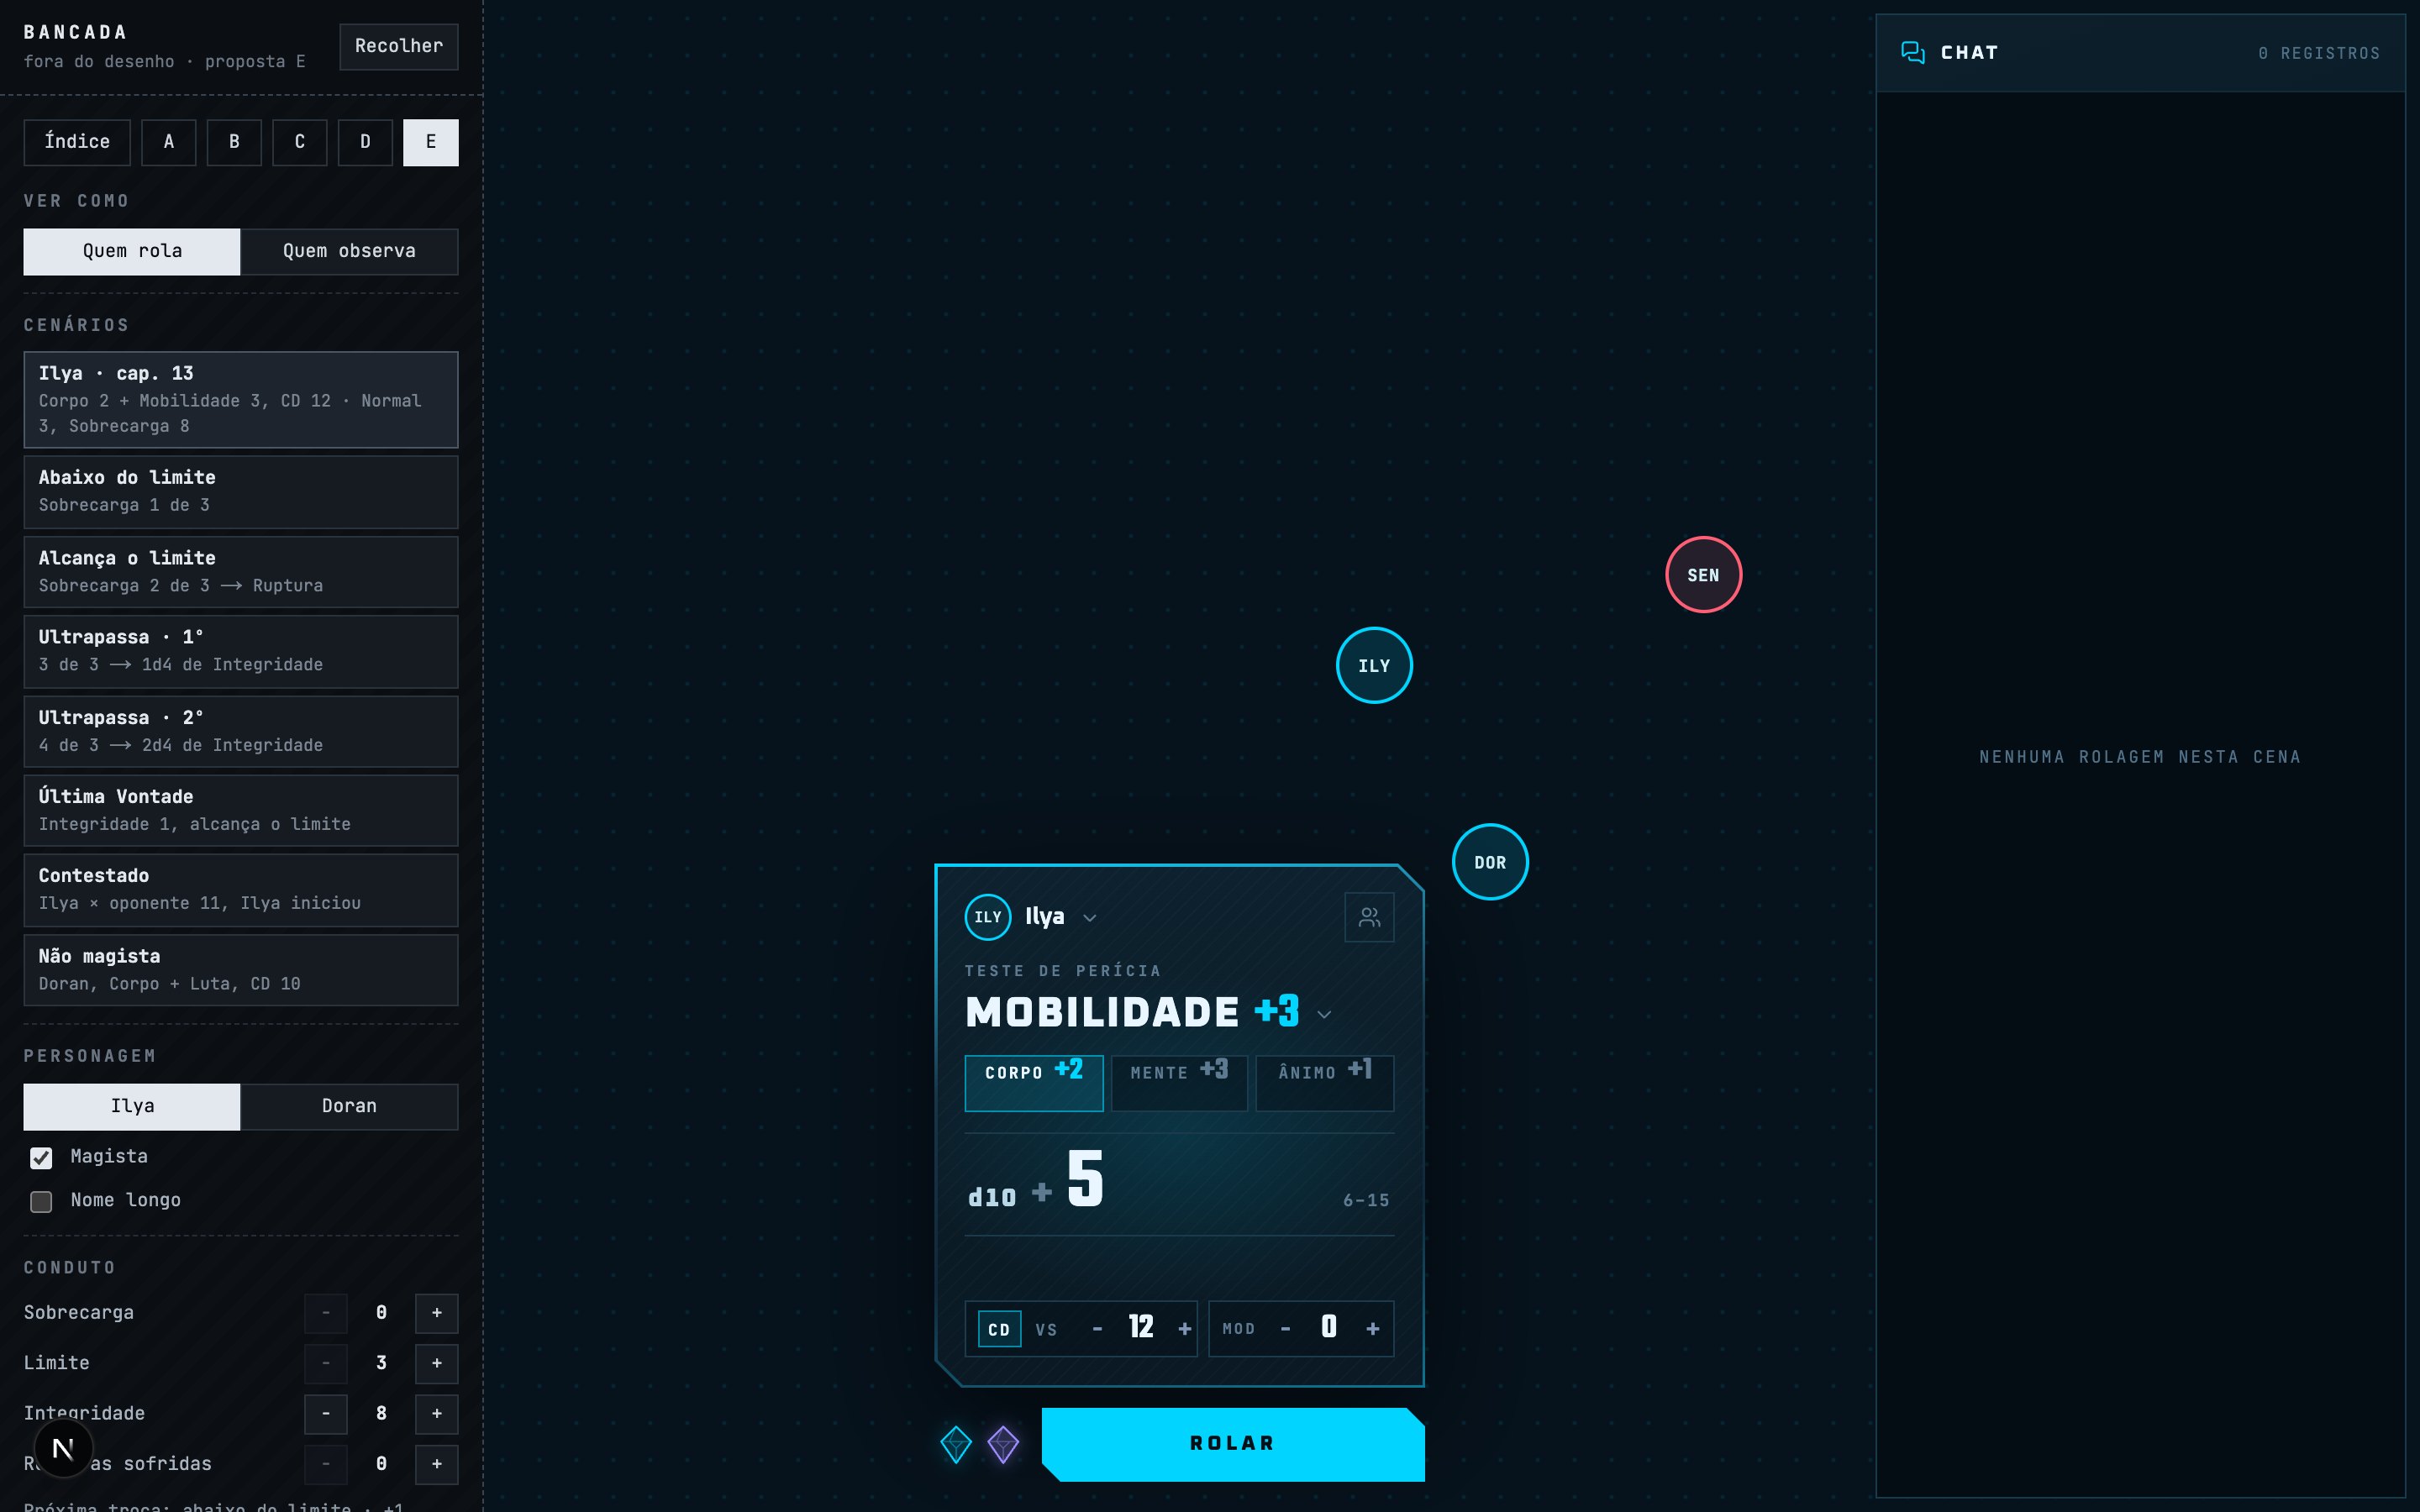 BANCADA
fora do desenho · proposta E
Recolher
Índice A B C D E
VER COMO
Quem rola Quem observa
CENÁRIOS
Ilya · cap. 13
Corpo 2 + Mobilidade 3, CD 12 · Normal
3, Sobrecarga 8
Abaixo do limite
Sobrecarga 1 de 3
Alcança o limite
Sobrecarga 2 de 3 → Ruptura
Ultrapassa · 1°
3 de 3 → 1d4 de Integridade
Ultrapassa · 2°
4 de 3 → 2d4 de Integridade
Última Vontade
Integridade 1, alcança o limite
Contestado
Ilya × oponente 11, Ilya iniciou
Não magista
Doran, Corpo + Luta, CD 10
PERSONAGEM
Ilya Doran
Magista
Nome longo
CONDUTO
Sobrecarga - 0 +
Limite - 3 +
Integridade - 8 +
N
as sofridas - 0 +
Próxima troca: abaixo do limite · +1
SEN
ILY
DOR
ILY Ilya
TESTE DE PERÍCIA
MOBILIDADE +3
CORPO +2 MENTE +3 ÂNIMO +1
d10 + 5 6–15
CD VS - 12 + MOD - 0 +
ROLAR
CHAT 0 REGISTROS
NENHUMA ROLAGEM NESTA CENA